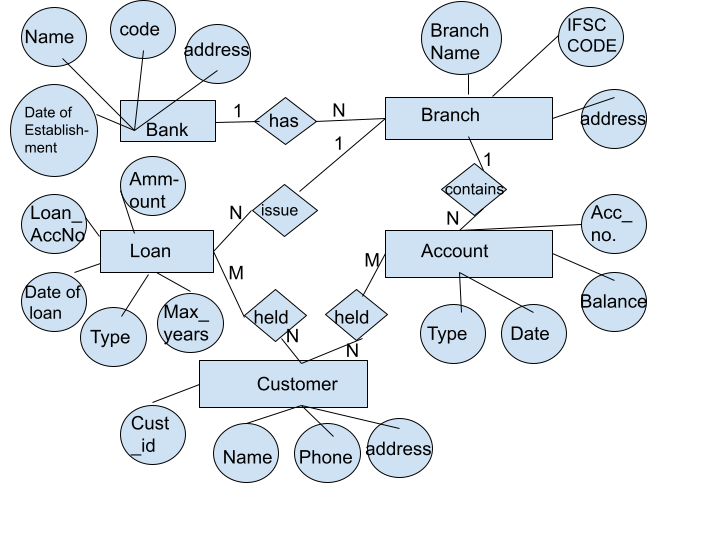 Name
code
address
Branch
Name
IFSC
CODE
Date of
Establish-
ment
Bank
1
has
N
Branch
address
1
1
Amm-
ount
contains
Loan_
AccNo
N
issue
N
Acc_
no.
Loan
Account
M
M
Date of
loan
Type
Max_
years
held
held
N
N
Type
Date
Balance
Customer
Cust
_id
Name
Phone
address